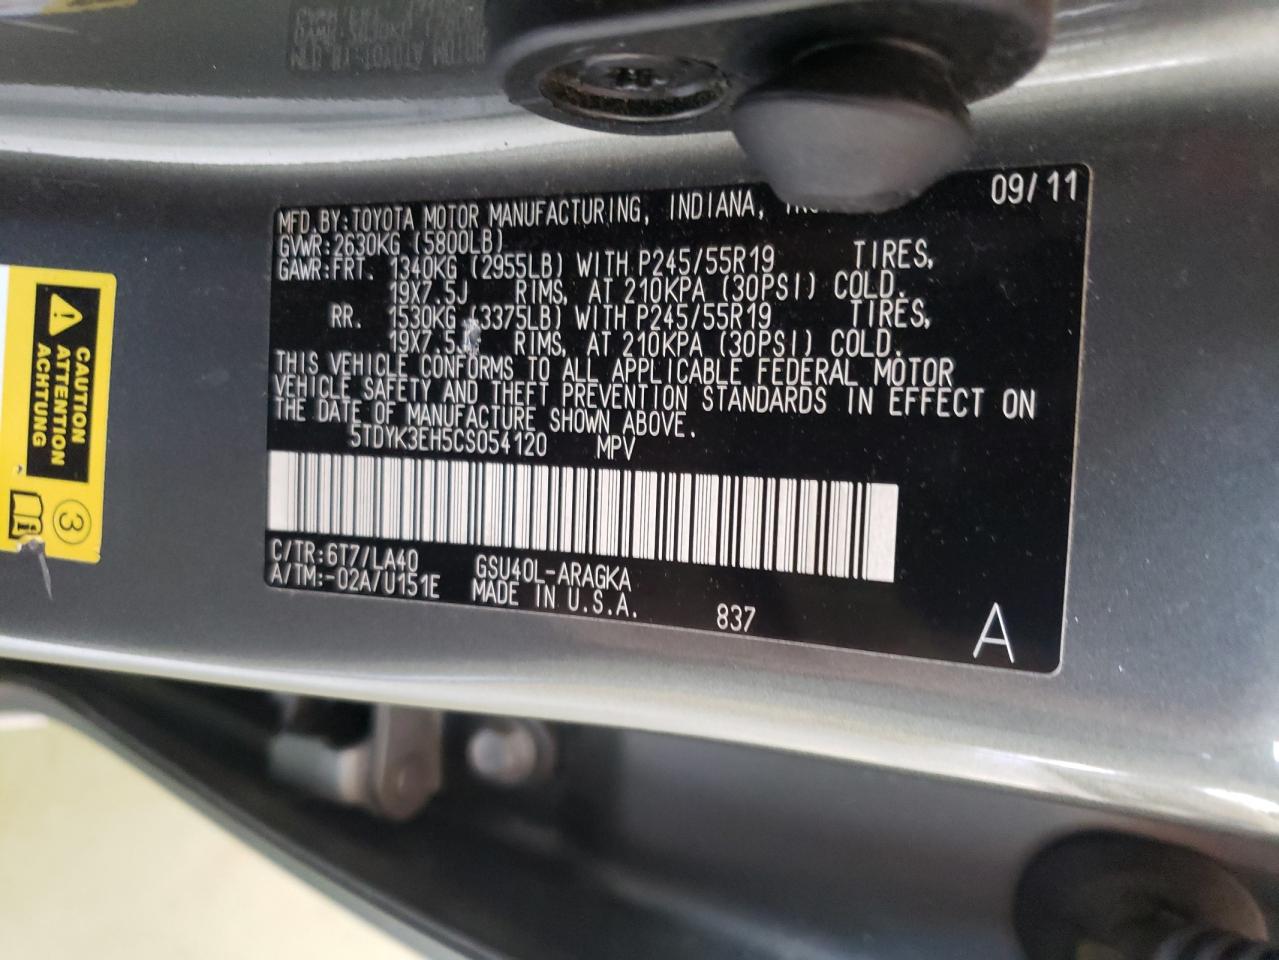 09/11
MFD.BY:TOYOTA MOTOR MANUFACTURING, INDIANA,
GVWR:2630KG (5800LB)
GAWR:FRT. 1340KG (2955LB) WITH P245/55R19 TIRES,
19X7.5J RIMS, AT 210KPA (30PSI) COLD.
RR. 1530KG (3375LB) WITH P245/55R19 TIRES,
19X7.5J RIMS, AT 210KPA (30PSI) COLD.
THIS VEHICLE CONFORMS TO ALL APPLICABLE FEDERAL MOTOR
VEHICLE SAFETY AND THEFT PREVENTION STANDARDS IN EFFECT ON
THE DATE OF MANUFACTURE SHOWN ABOVE.
5TDYK3EH5CS054120 MPV
C/TR:6T7/LA40 GSU40L-ARAGKA
A/TM:-02A/U151E MADE IN U.S.A. 837 A
CAUTION
ATTENTION
ACHTUNG
3